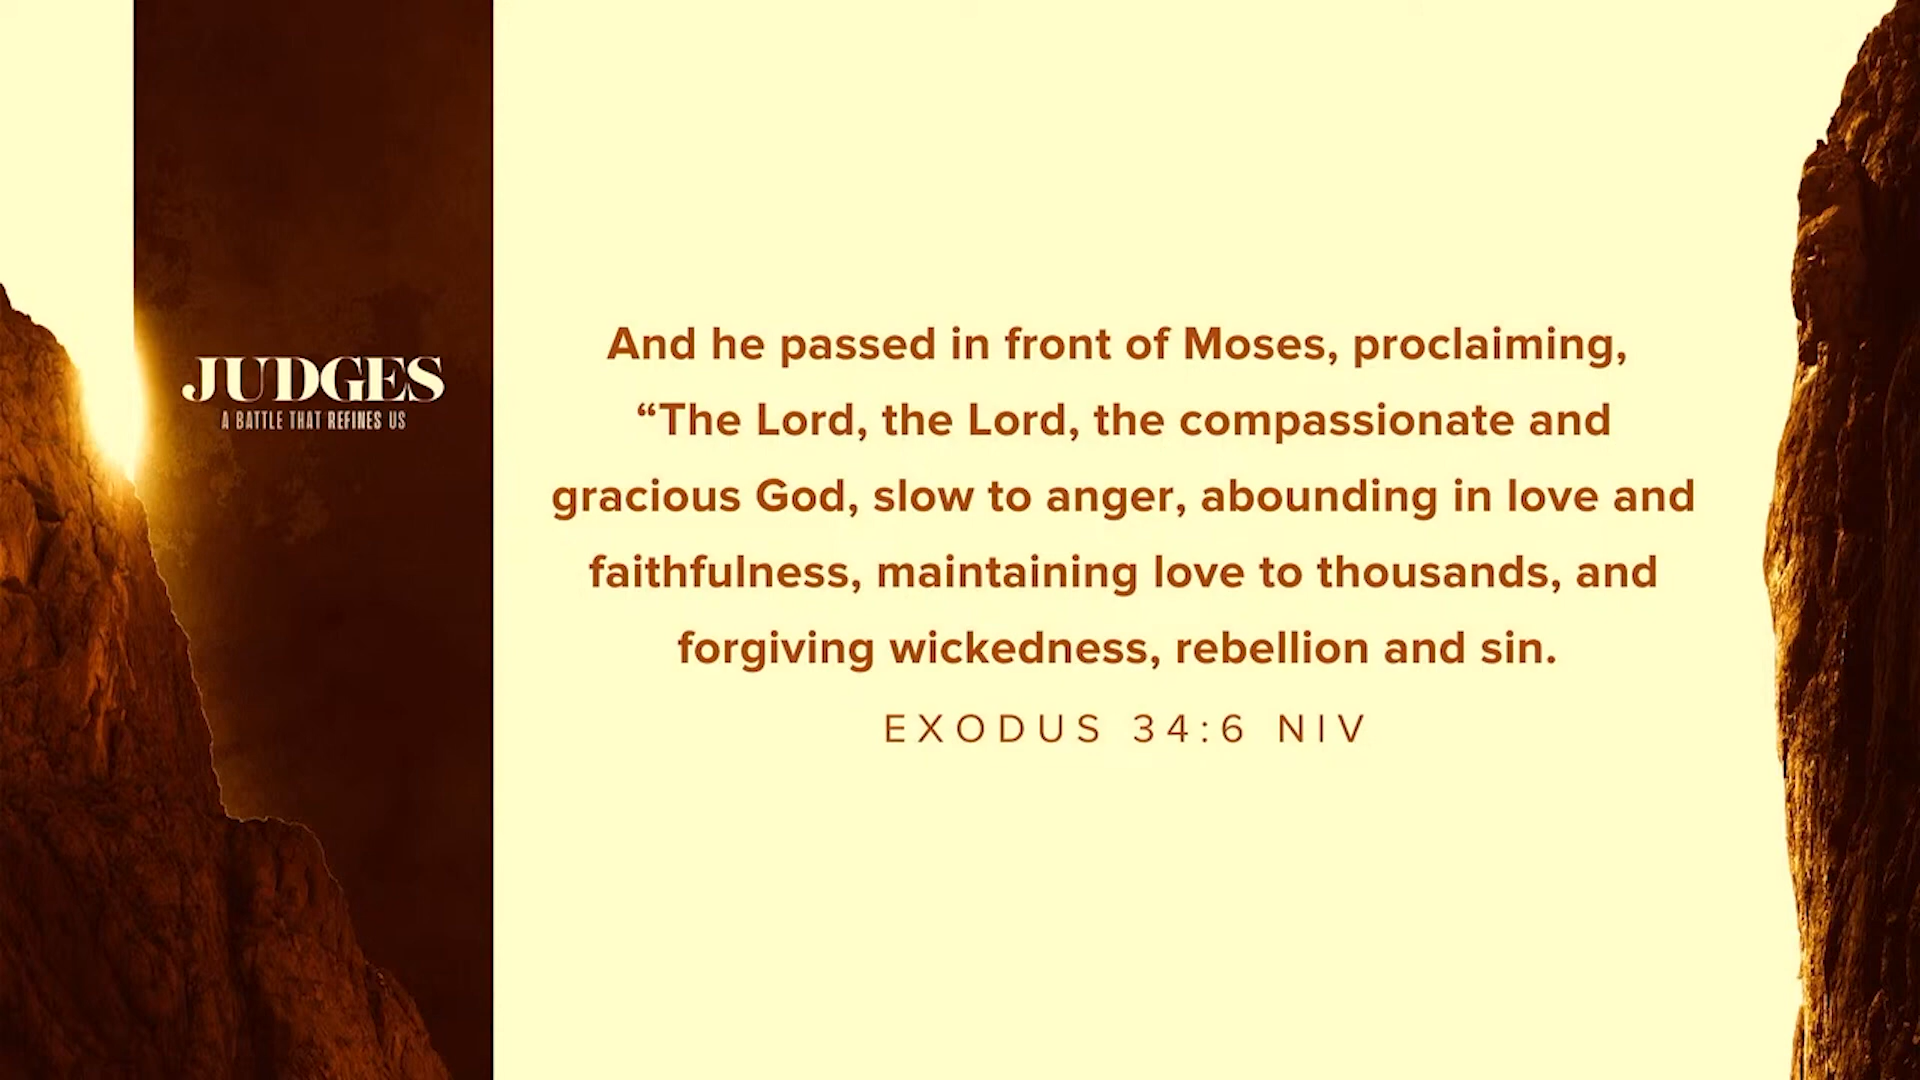 JUDGES
A BATTLE THAT REFINES US
And he passed in front of Moses, proclaiming,
“The Lord, the Lord, the compassionate and
gracious God, slow to anger, abounding in love and
faithfulness, maintaining love to thousands, and
forgiving wickedness, rebellion and sin.
EXODUS 34:6 NIV